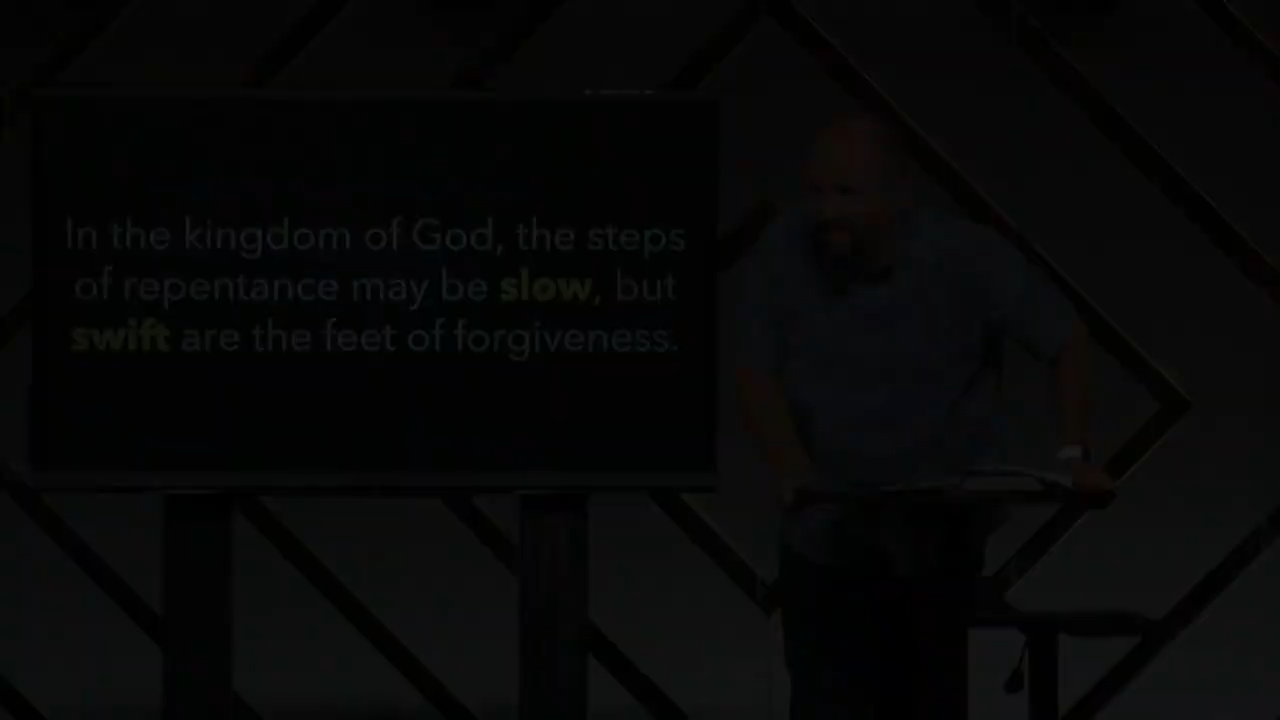 In the kingdom of God, the steps
of repentance may be slow, but
swift are the feet of forgiveness.